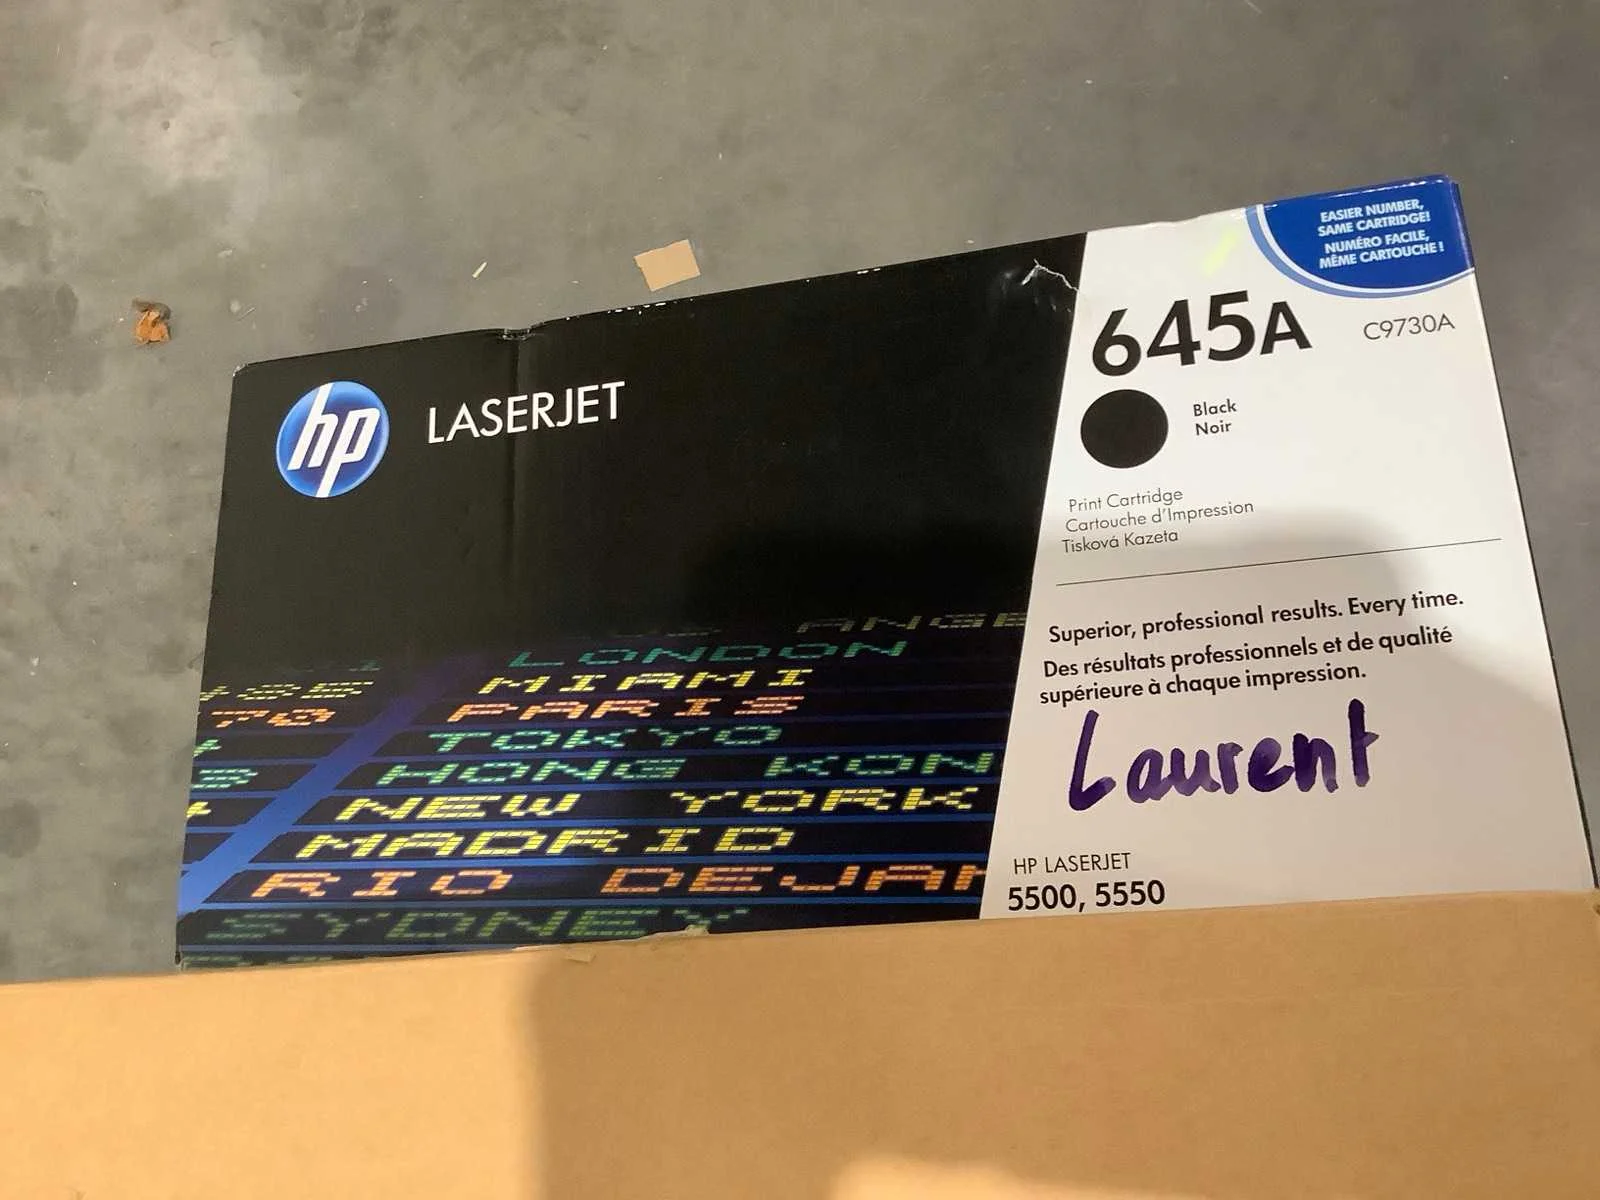 EASIER NUMBER,
SAME CARTRIDGE!
NUMÉRO FACILE,
MÊME CARTOUCHE !
645A
C9730A
hp
LASERJET
Black
Noir
Print Cartridge
Cartouche d'Impression
Tisková Kazeta
Superior, professional results. Every time.
Des résultats professionnels et de qualité
supérieure à chaque impression.
Laurent
HP LASERJET
5500, 5550
ANGE
LONDON
MIAMI
PARIS
TOKYO
HONG KON
NEW YORK
MADRID
RIO DEJAN
SYDNEY